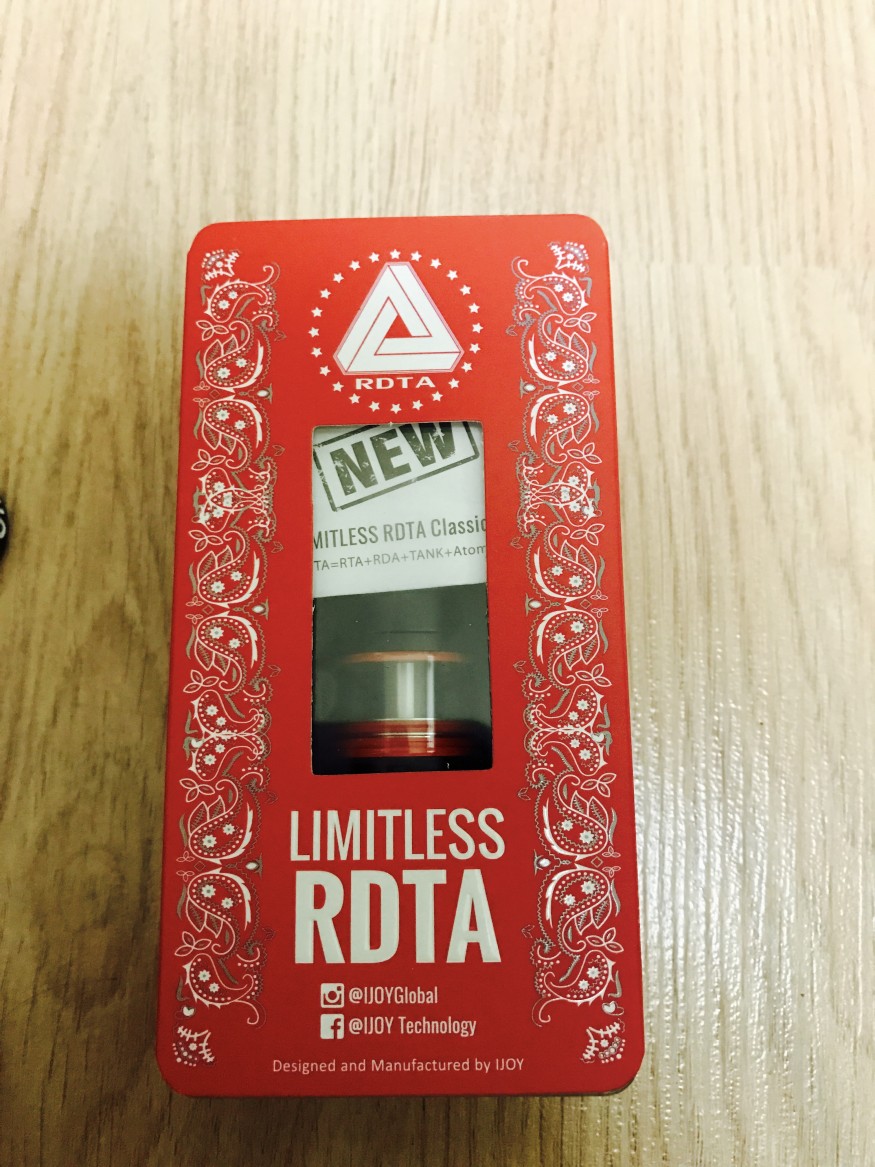 RDTA
NEW
MITLESS RDTA Classic
TA=RTA+RDA+TANK+Atom
LIMITLESS
RDTA
@IJOYGlobal
@IJOY Technology
Designed and Manufactured by IJOY